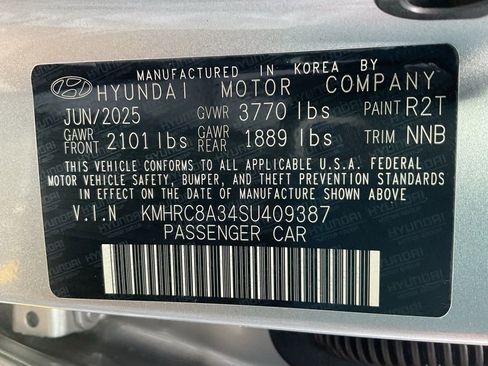 MANUFACTURED IN KOREA BY
HYUNDAI MOTOR COMPANY
JUN/2025 GVWR 3770 lbs PAINT R2T
GAWR FRONT 2101 lbs GAWR REAR. 1889 lbs TRIM NNB
THIS VEHICLE CONFORMS TO ALL APPLICABLE U.S.A. FEDERAL
MOTOR VEHICLE SAFETY, BUMPER, AND THEFT PREVENTION STANDARDS
IN EFFECT ON THE DATE OF MANUFACTURE SHOWN ABOVE
V.I.N KMHRC8A34SU409387
PASSENGER CAR